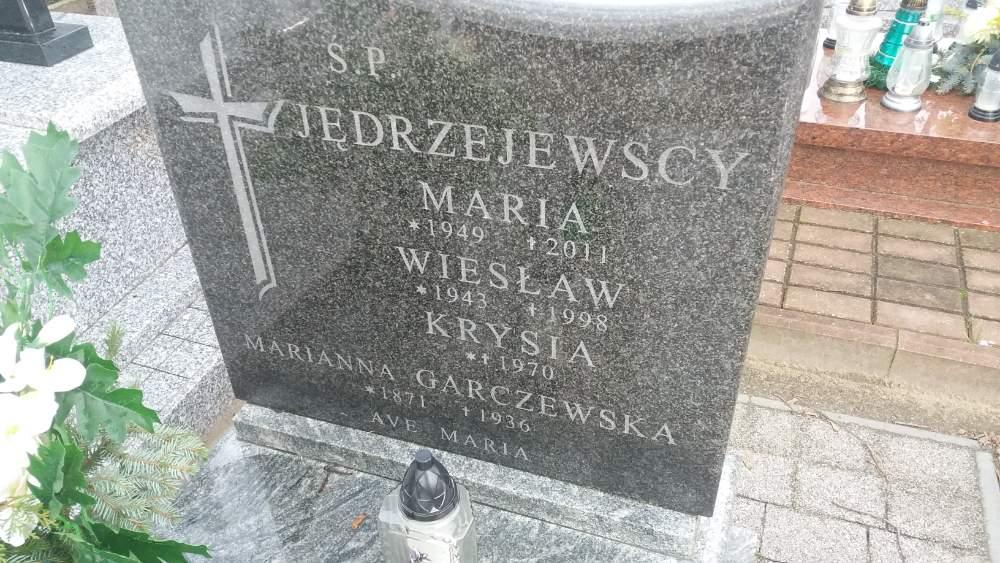 Ś.P.
JĘDRZEJEWSCY
MARIA
*1949 †2011
WIESŁAW
*1943 †1998
KRYSIA
*†1970
MARIANNA GARCZEWSKA
*1871 †1936
AVE MARIA